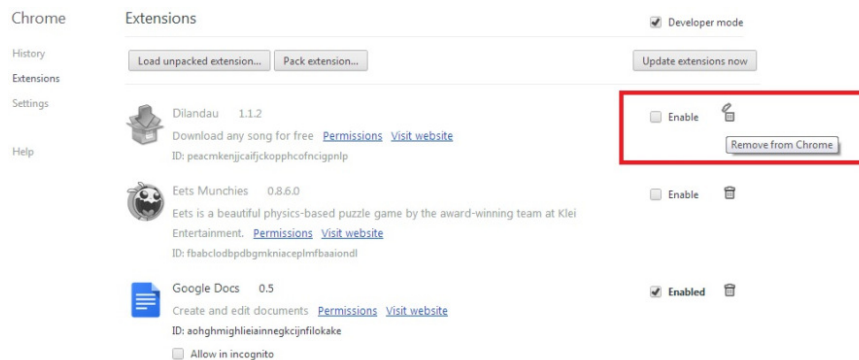 Chrome
Extensions
Developer mode
History
Extensions
Settings
Help
Load unpacked extension...
Pack extension...
Update extensions now
Dilandau 1.1.2
Enable
Download any song for free Permissions Visit website
Remove from Chrome
ID: peacmkenjjcaifjckopphcofncigpnlp
Eets Munchies 0.8.6.0
Enable
Eets is a beautiful physics-based puzzle game by the award-winning team at Klei
Entertainment. Permissions Visit website
ID: fbabclodbpdbgmkniaceplmfbaaiondl
Google Docs 0.5
Enabled
Create and edit documents Permissions Visit website
ID: aohghmighlieiainnegkcijnfilokake
Allow in incognito